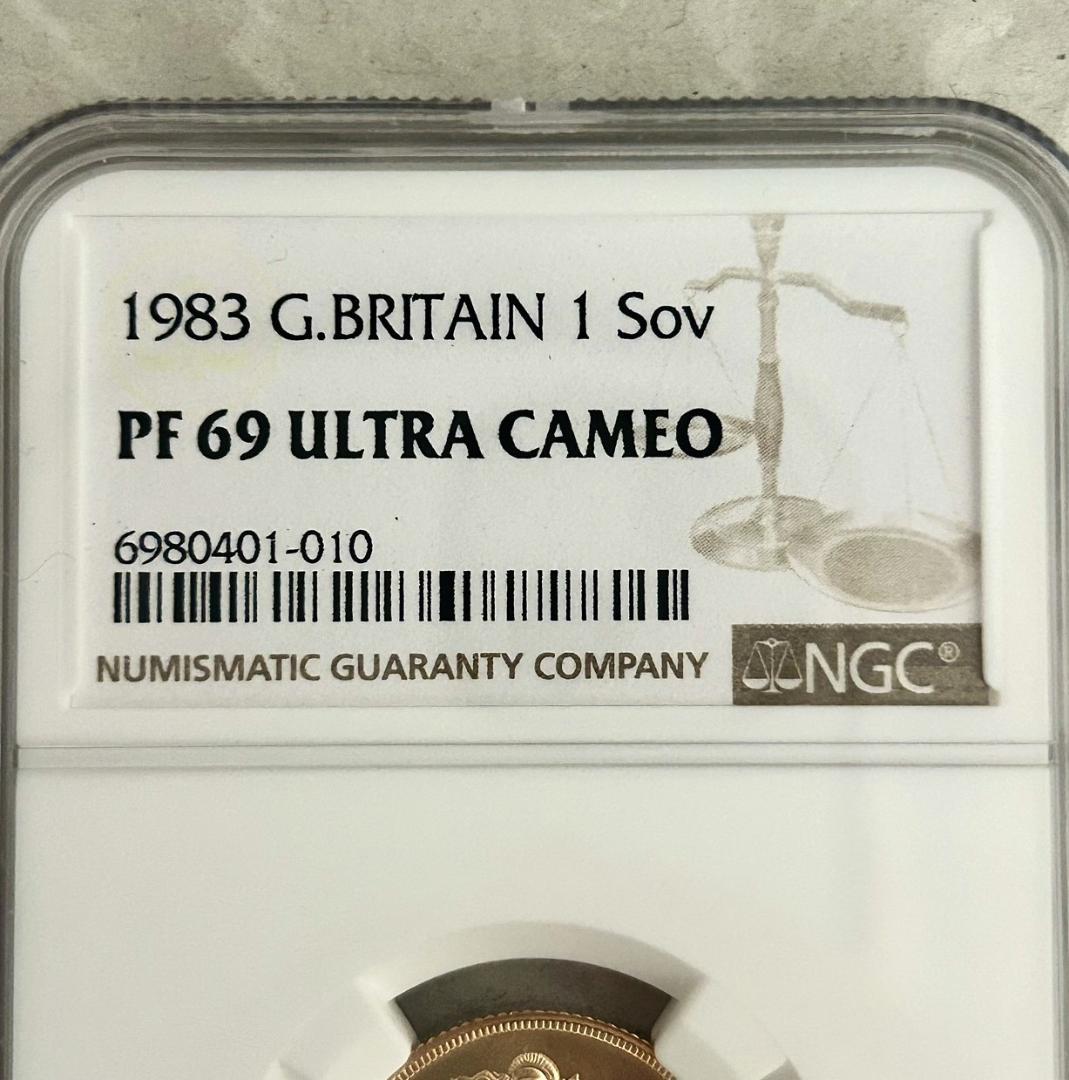 1983 G.BRITAIN 1 Sov
PF 69 ULTRA CAMEO
6980401-010
NUMISMATIC GUARANTY COMPANY
NGC®